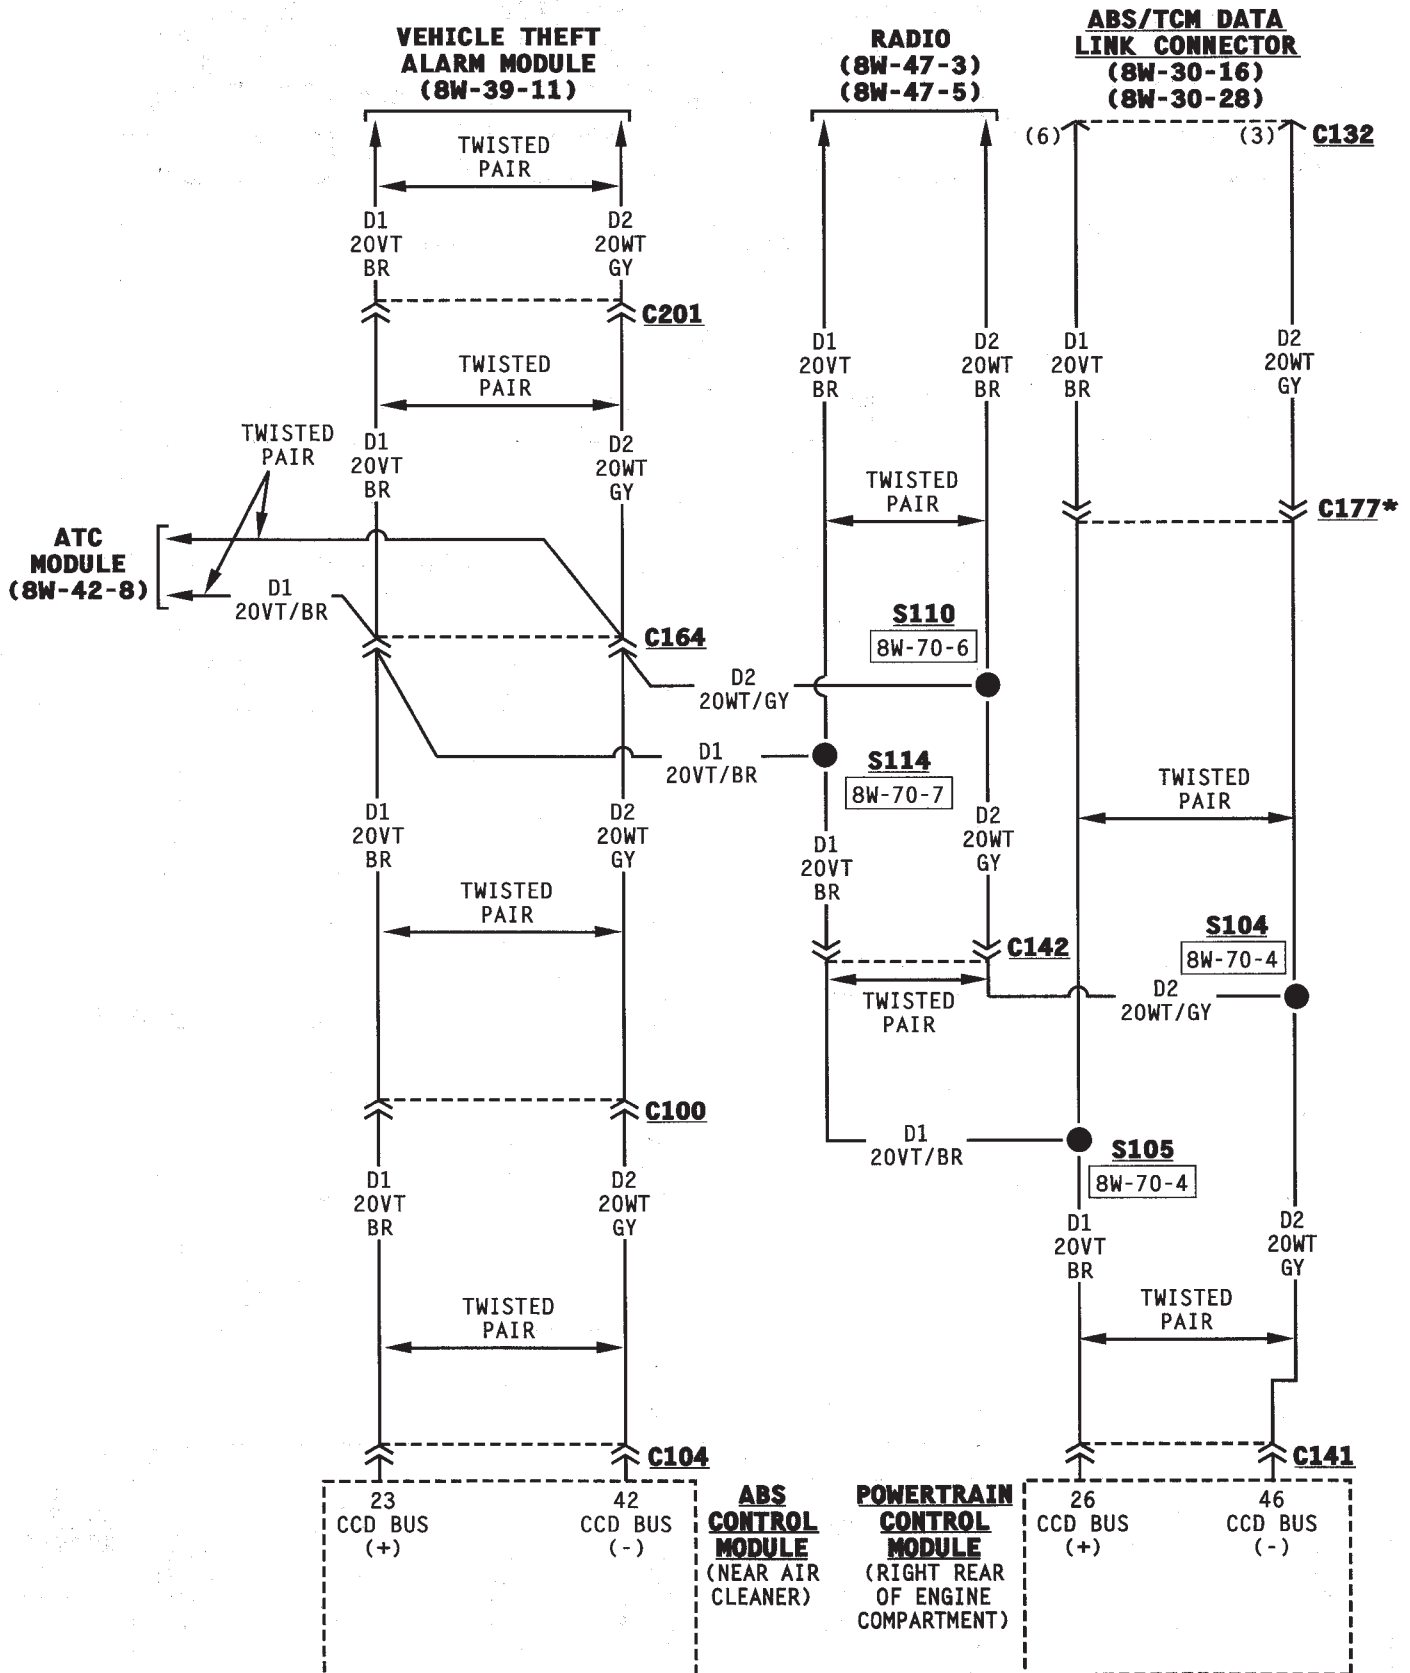 VEHICLE THEFT
ALARM MODULE
(8W-39-11)
RADIO
(8W-47-3)
(8W-47-5)
ABS/TCM DATA
LINK CONNECTOR
(8W-30-16)
(8W-30-28)
(6)
(3)
C132
TWISTED
PAIR
D1
20VT
BR
D2
20WT
GY
C201
TWISTED
PAIR
D1
20VT
BR
D2
20WT
BR
D1
20VT
BR
D2
20WT
GY
TWISTED
PAIR
D1
20VT
BR
D2
20WT
GY
TWISTED
PAIR
C177*
ATC
MODULE
(8W-42-8)
D1
20VT/BR
C164
S110
8W-70-6
D2
20WT/GY
D1
20VT/BR
S114
8W-70-7
TWISTED
PAIR
D1
20VT
BR
D2
20WT
GY
D1
20VT
BR
D2
20WT
GY
TWISTED
PAIR
C142
S104
8W-70-4
TWISTED
PAIR
D2
20WT/GY
C100
D1
20VT/BR
S105
8W-70-4
D1
20VT
BR
D2
20WT
GY
D1
20VT
BR
D2
20WT
GY
TWISTED
PAIR
TWISTED
PAIR
C104
C141
23
CCD BUS
(+)
42
CCD BUS
(-)
ABS
CONTROL
MODULE
(NEAR AIR
CLEANER)
POWERTRAIN
CONTROL
MODULE
(RIGHT REAR
OF ENGINE
COMPARTMENT)
26
CCD BUS
(+)
46
CCD BUS
(-)